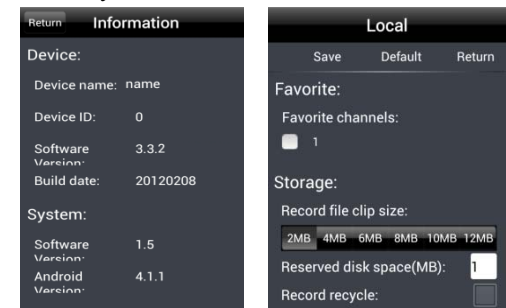 Return Information
Device:
Device name: name
Device ID: 0
Software 3.3.2
Version:
Build date: 20120208
System:
Software 1.5
Version:
Android 4.1.1
Version:
Local
Save Default Return
Favorite:
Favorite channels:
1
Storage:
Record file clip size:
2MB 4MB 6MB 8MB 10MB 12MB
Reserved disk space(MB): 1
Record recycle: